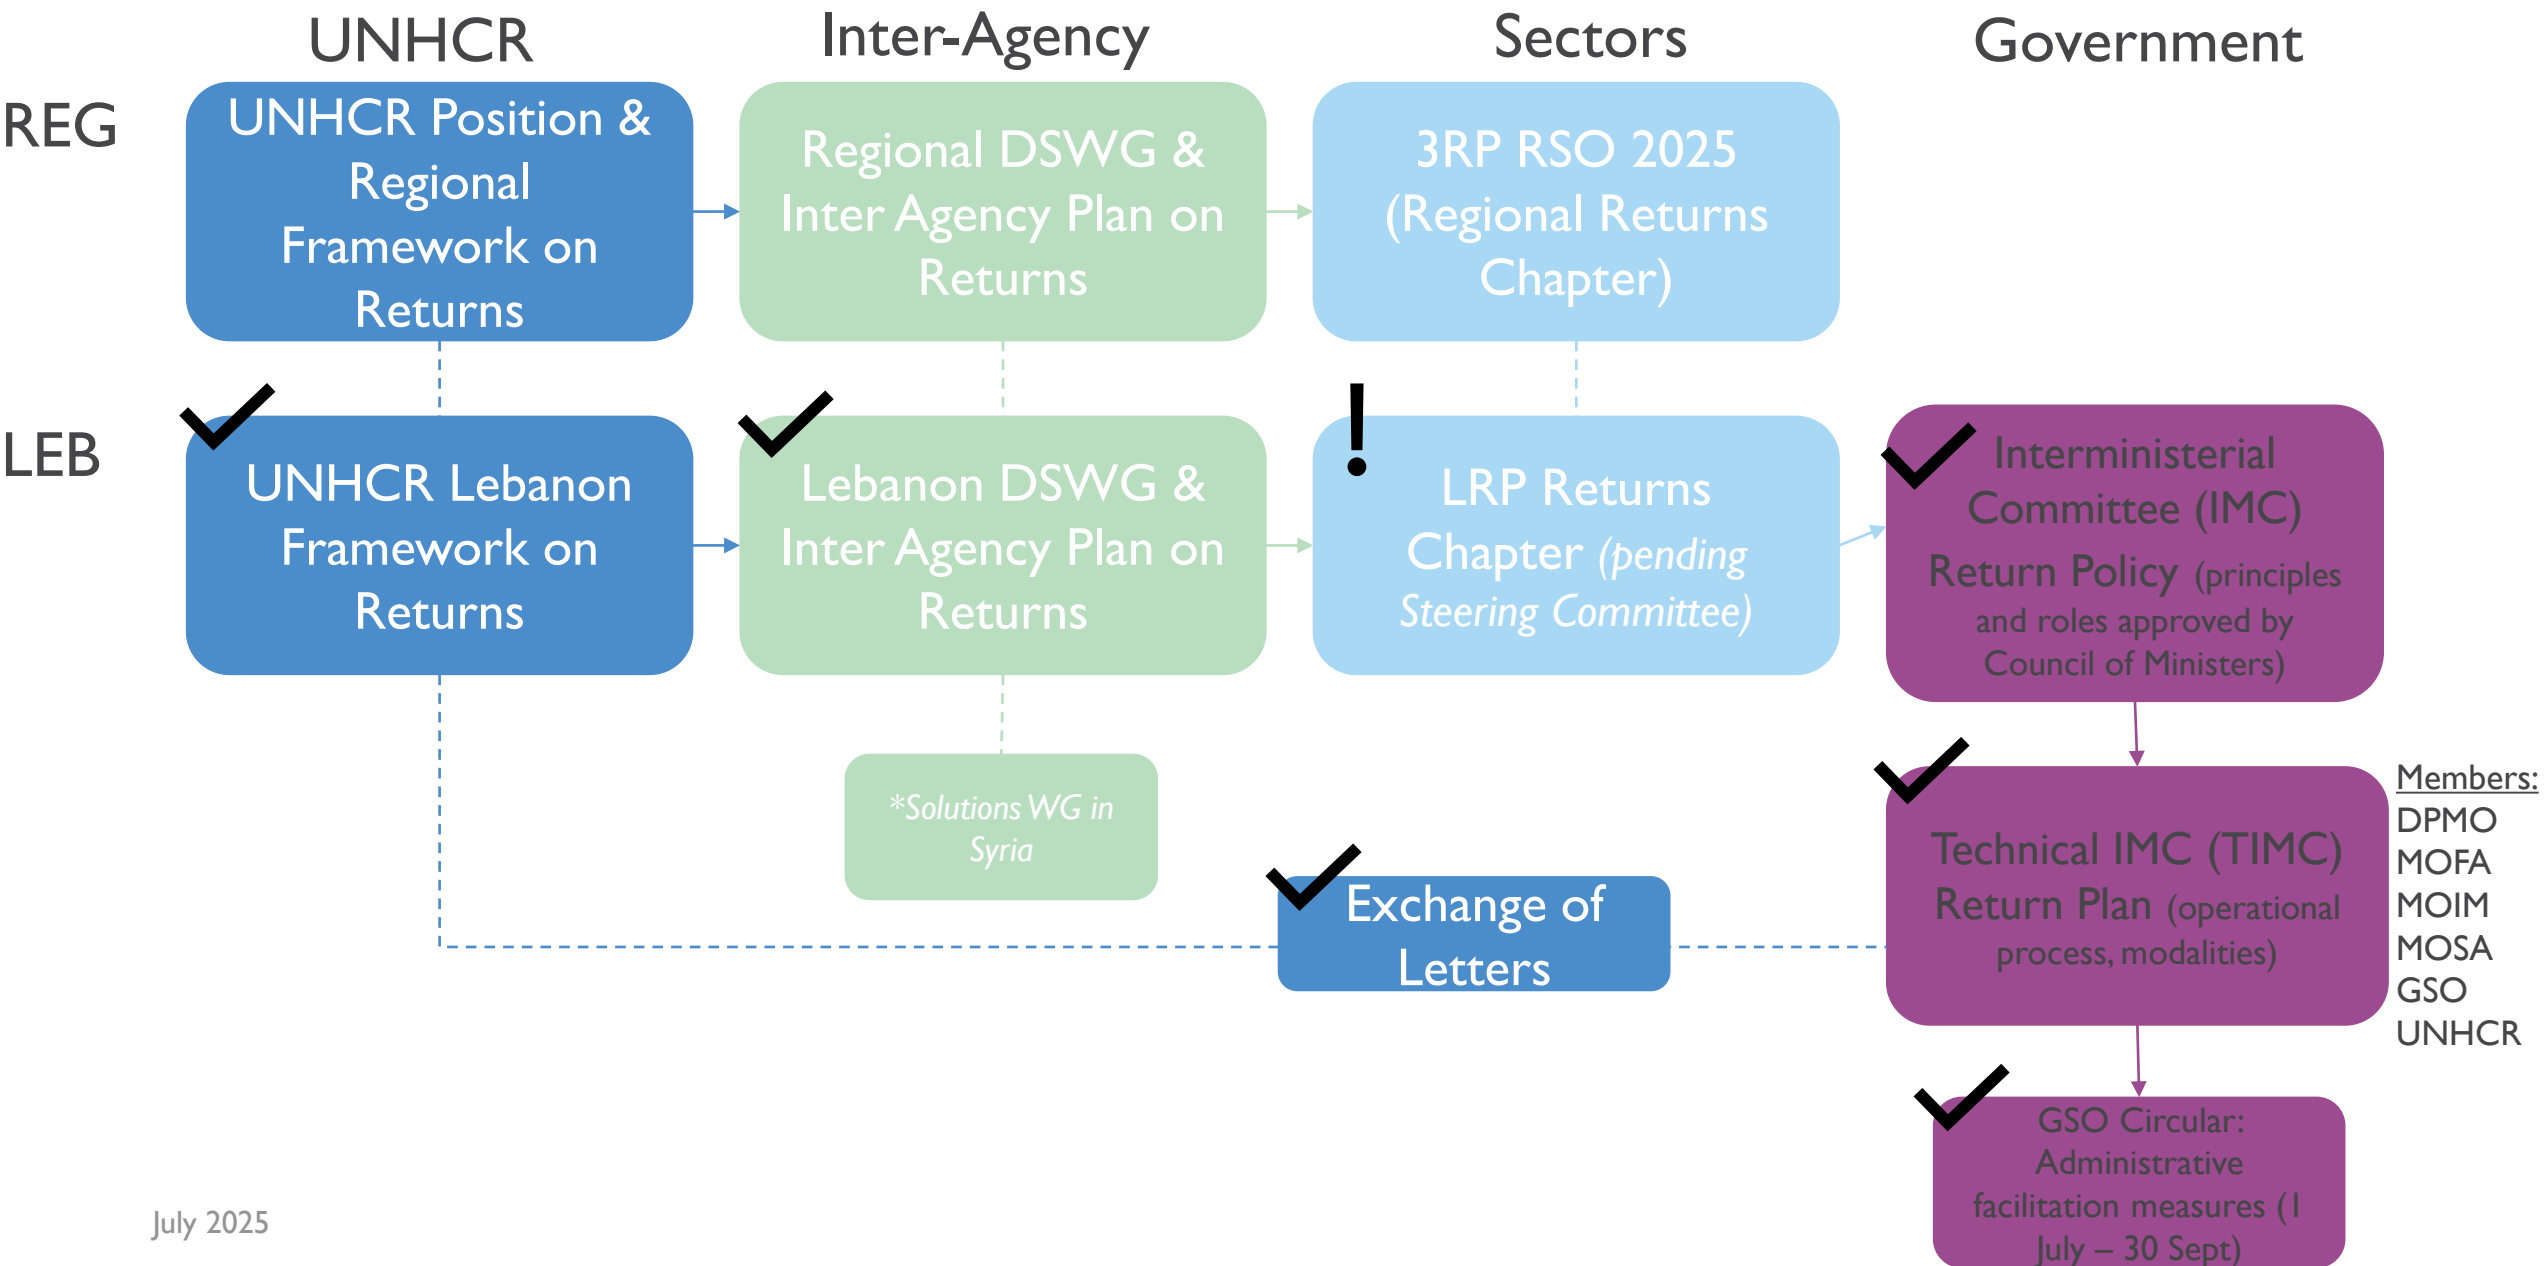 UNHCR
Inter-Agency
Sectors
Government
REG
UNHCR Position &
Regional
Framework on
Returns
Regional DSWG &
Inter Agency Plan on
Returns
3RP RSO 2025
(Regional Returns
Chapter)
LEB
UNHCR Lebanon
Framework on
Returns
Lebanon DSWG &
Inter Agency Plan on
Returns
!
LRP Returns
Chapter (pending
Steering Committee)
Interministerial
Committee (IMC)
Return Policy (principles
and roles approved by
Council of Ministers)
*Solutions WG in
Syria
Exchange of
Letters
Technical IMC (TIMC)
Return Plan (operational
process, modalities)
Members:
DPMO
MOFA
MOIM
MOSA
GSO
UNHCR
GSO Circular:
Administrative
facilitation measures (1
July – 30 Sept)
July 2025